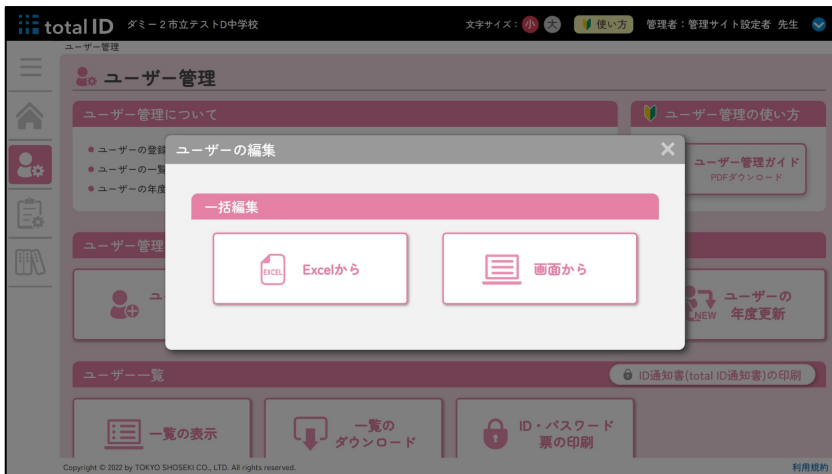 total ID ダミー２市立テストD中学校 文字サイズ： 小 大 使い方 管理者：管理サイト設定者 先生
ユーザー管理
ユーザー管理
ユーザー管理について
ユーザー管理の使い方
ユーザーの登録
ユーザーの一覧
ユーザーの年度
ユーザー管理ガイド
PDFダウンロード
ユーザーの編集
一括編集
EXCEL Excelから
画面から
ユーザー管理
ユ
NEW ユーザーの
年度更新
ユーザー一覧
ID通知書(total ID通知書)の印刷
一覧の表示
一覧の
ダウンロード
ID・パスワード
票の印刷
Copyright © 2022 by TOKYO SHOSEKI CO., LTD. All rights reserved.
利用規約